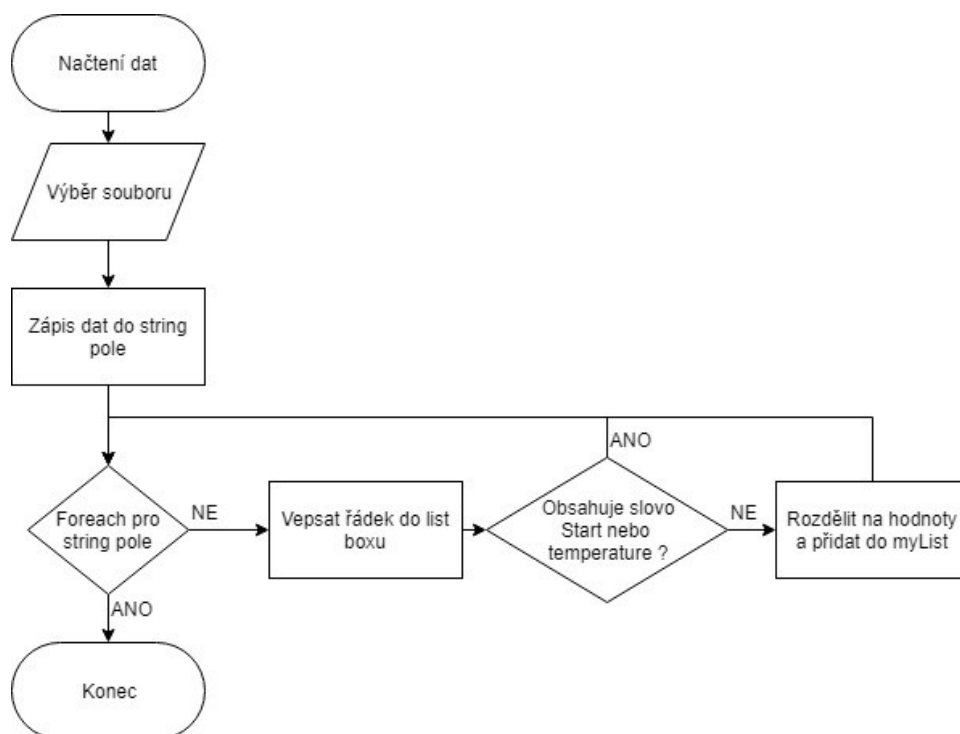 Načtení dat
Výběr souboru
Zápis dat do string
pole
ANO
Foreach pro
string pole
NE
Vepsat řádek do list
boxu
Obsahuje slovo
Start nebo
temperature ?
NE
Rozdělit na hodnoty
a přidat do myList
ANO
Konec